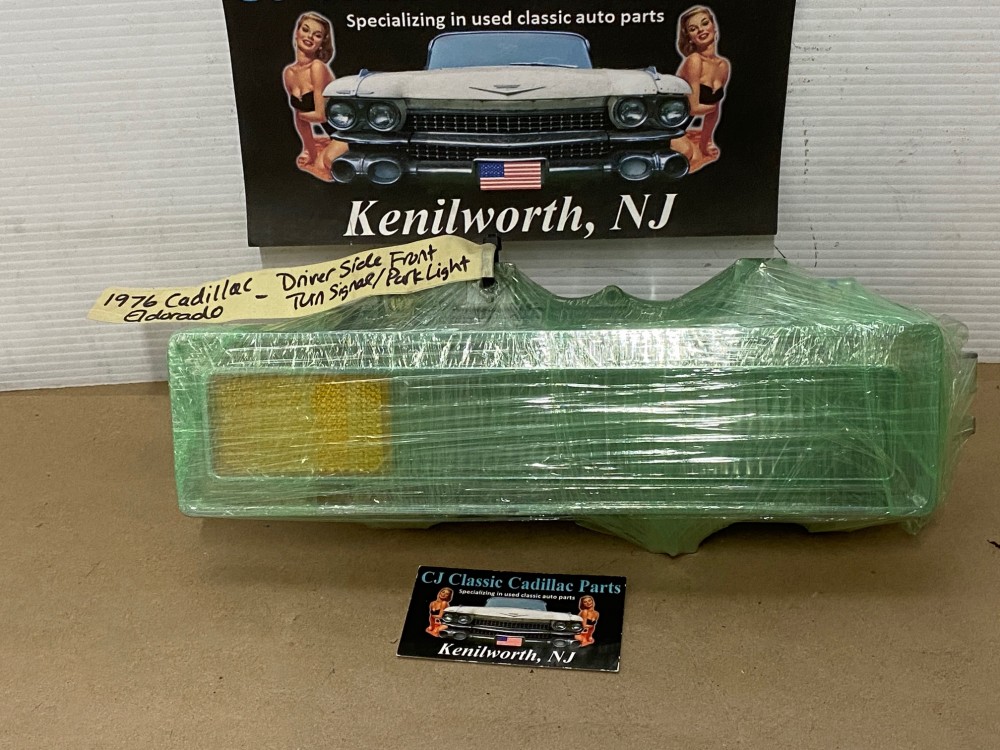 Specializing in used classic auto parts
Kenilworth, NJ
1976 Cadillac - Driver Side Front
Eldorado Turn Signal/Park Light
CJ Classic Cadillac Parts
Specializing in used classic auto parts
Kenilworth, NJ